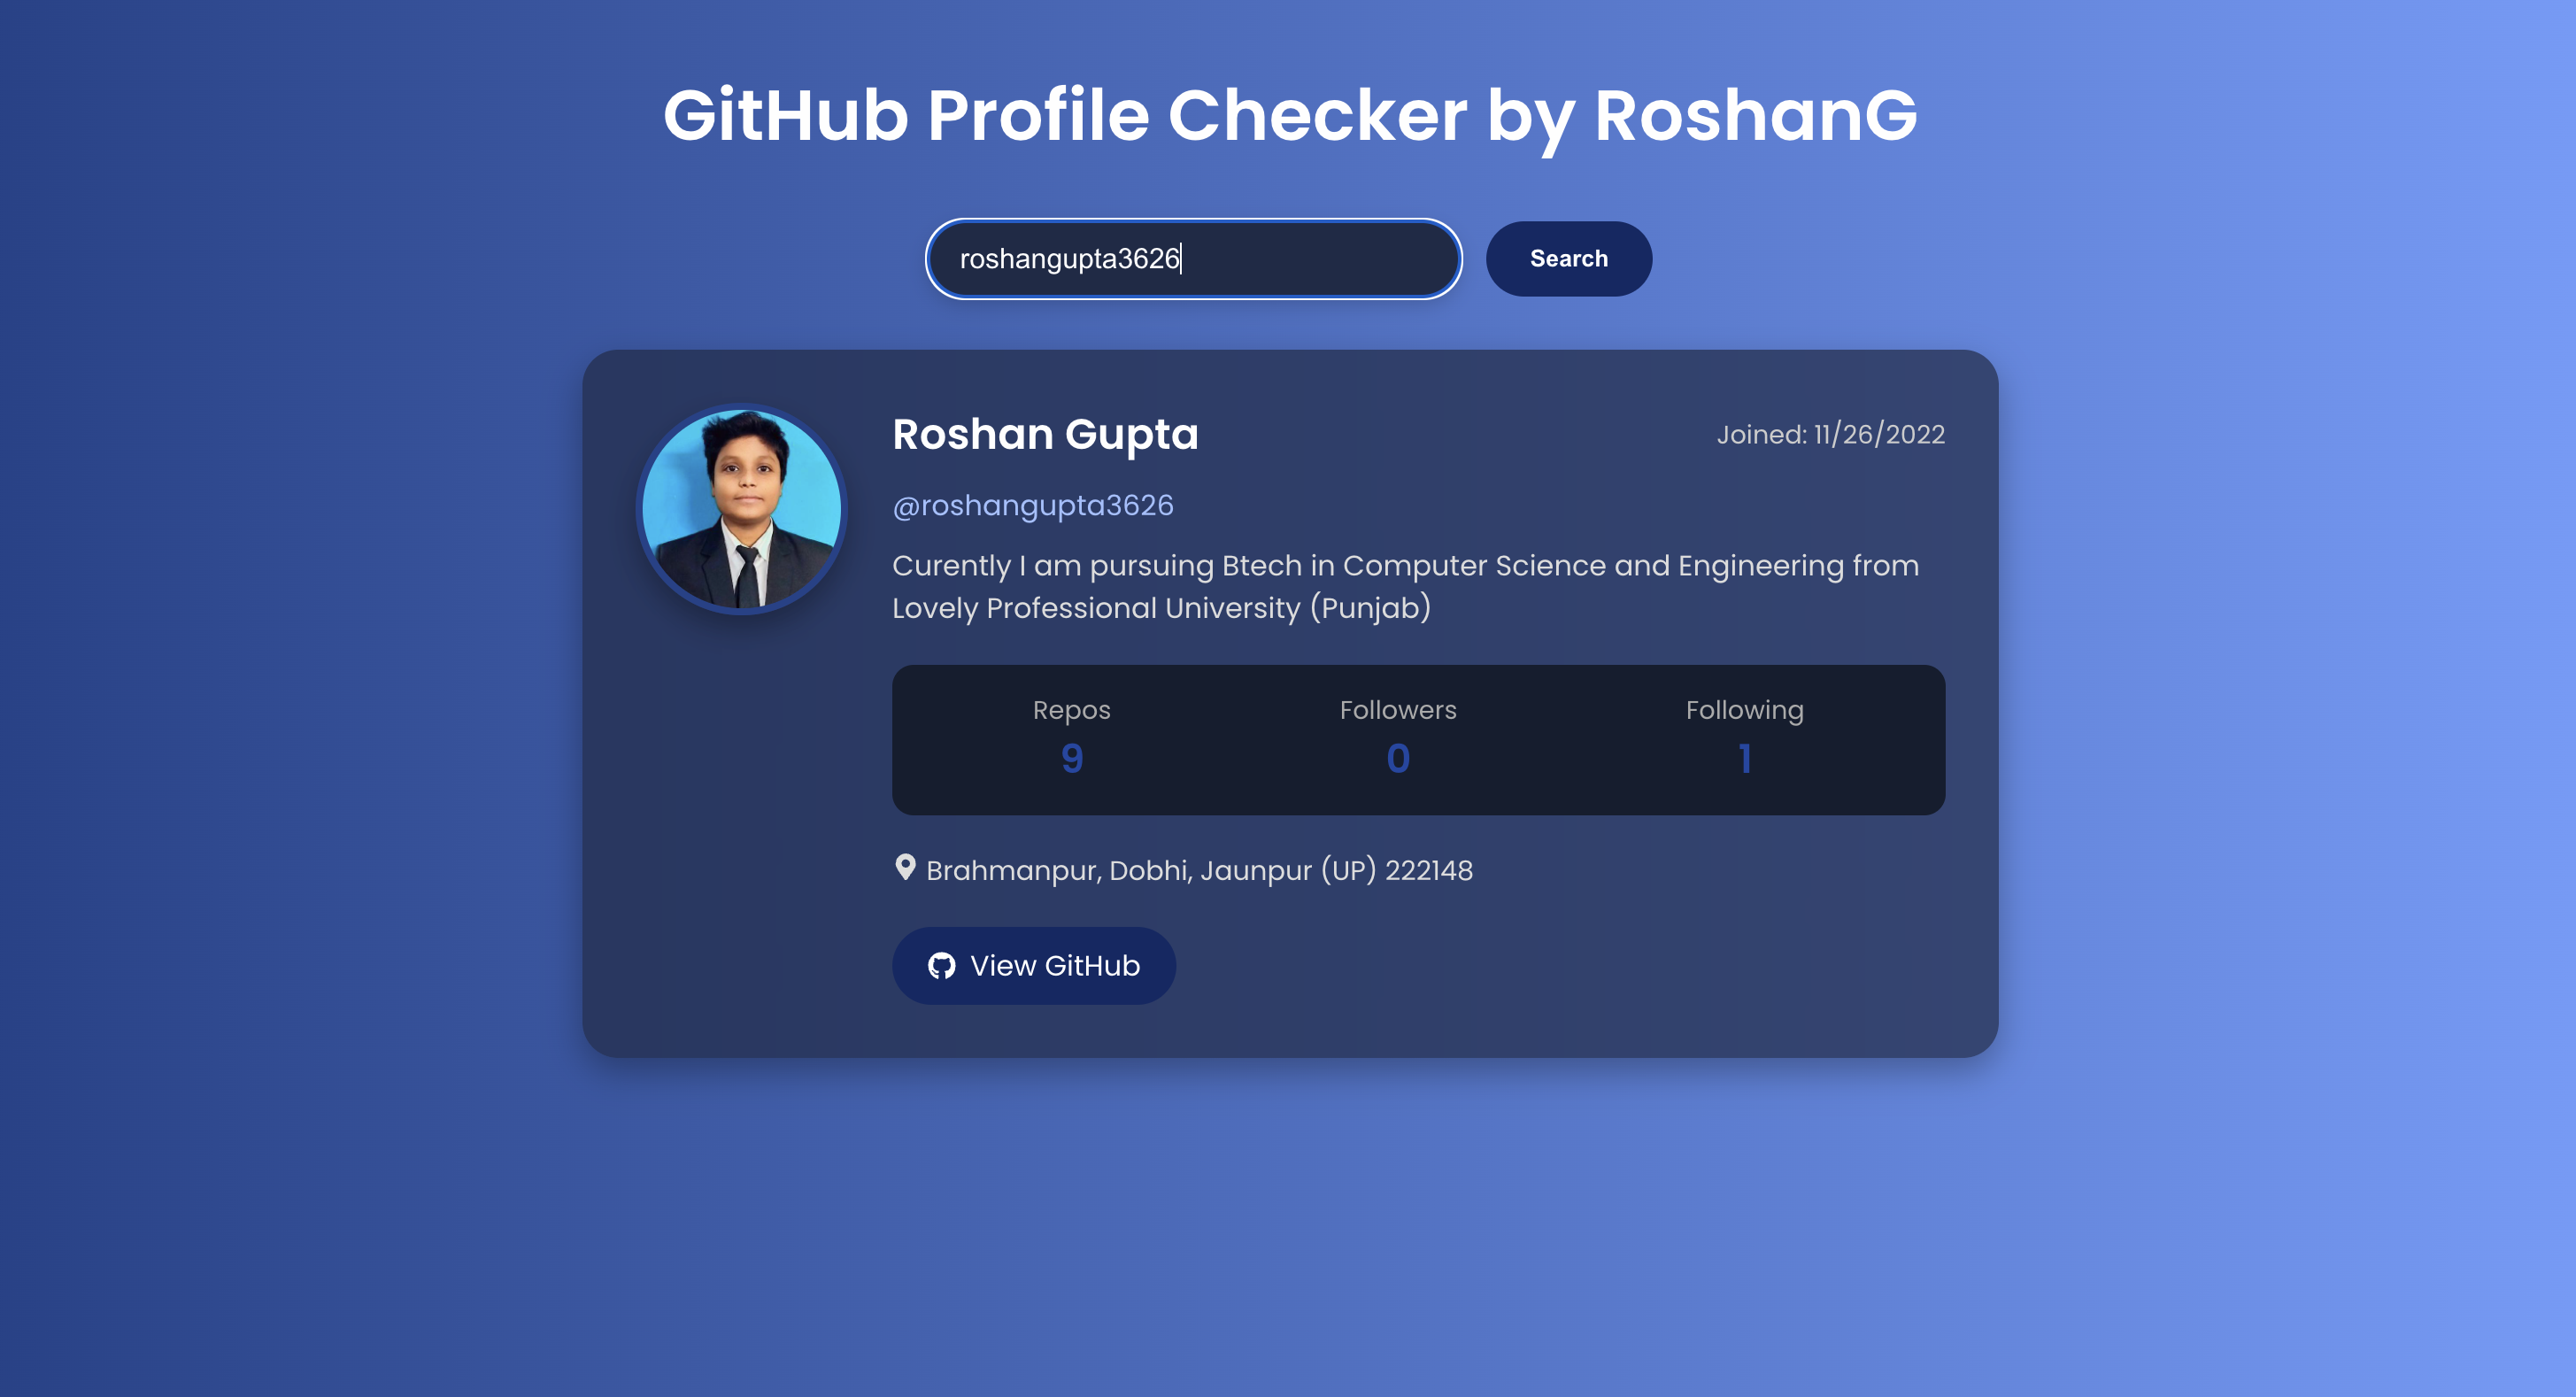 GitHub Profile Checker by RoshanG
roshangupta3626
Search
Roshan Gupta
Joined: 11/26/2022
@roshangupta3626
Curently I am pursuing Btech in Computer Science and Engineering from
Lovely Professional University (Punjab)
Repos
9
Followers
0
Following
1
Brahmanpur, Dobhi, Jaunpur (UP) 222148
View GitHub